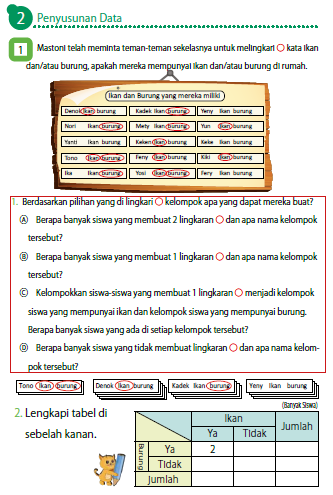 2 Penyusunan Data
1 Mastoni telah meminta teman-teman sekelasnya untuk melingkari ○ kata ikan
dan/atau burung, apakah mereka mempunyai ikan dan/atau burung di rumah.
Ikan dan Burung yang mereka miliki
Denok ikan burung Kadek ikan burung Yeny ikan burung
Nori ikan burung Mety ikan burung Yun ikan burung
Yanti ikan burung Keken ikan burung Keke ikan burung
Tono ikan burung Feny ikan burung Kiki ikan burung
Ika ikan burung Yosi ikan burung Fery ikan burung
1. Berdasarkan pilihan yang di lingkari ○ kelompok apa yang dapat mereka buat?
Ⓐ Berapa banyak siswa yang membuat 2 lingkaran ○ dan apa nama kelompok
tersebut?
Ⓑ Berapa banyak siswa yang membuat 1 lingkaran ○ dan apa nama kelompok
tersebut?
Ⓒ Kelompokkan siswa-siswa yang membuat 1 lingkaran ○ menjadi kelompok
siswa yang mempunyai ikan dan kelompok siswa yang mempunyai burung.
Berapa banyak siswa yang ada di setiap kelompok tersebut?
Ⓓ Berapa banyak siswa yang tidak membuat lingkaran ○ dan apa nama kelom-
pok tersebut?
Tono ikan burung Denok ikan burung Kadek ikan burung Yeny ikan burung
(Banyak Siswa)
2. Lengkapi tabel di
sebelah kanan.
Ikan Jumlah
Ya Tidak
Burung Ya 2
Tidak
Jumlah